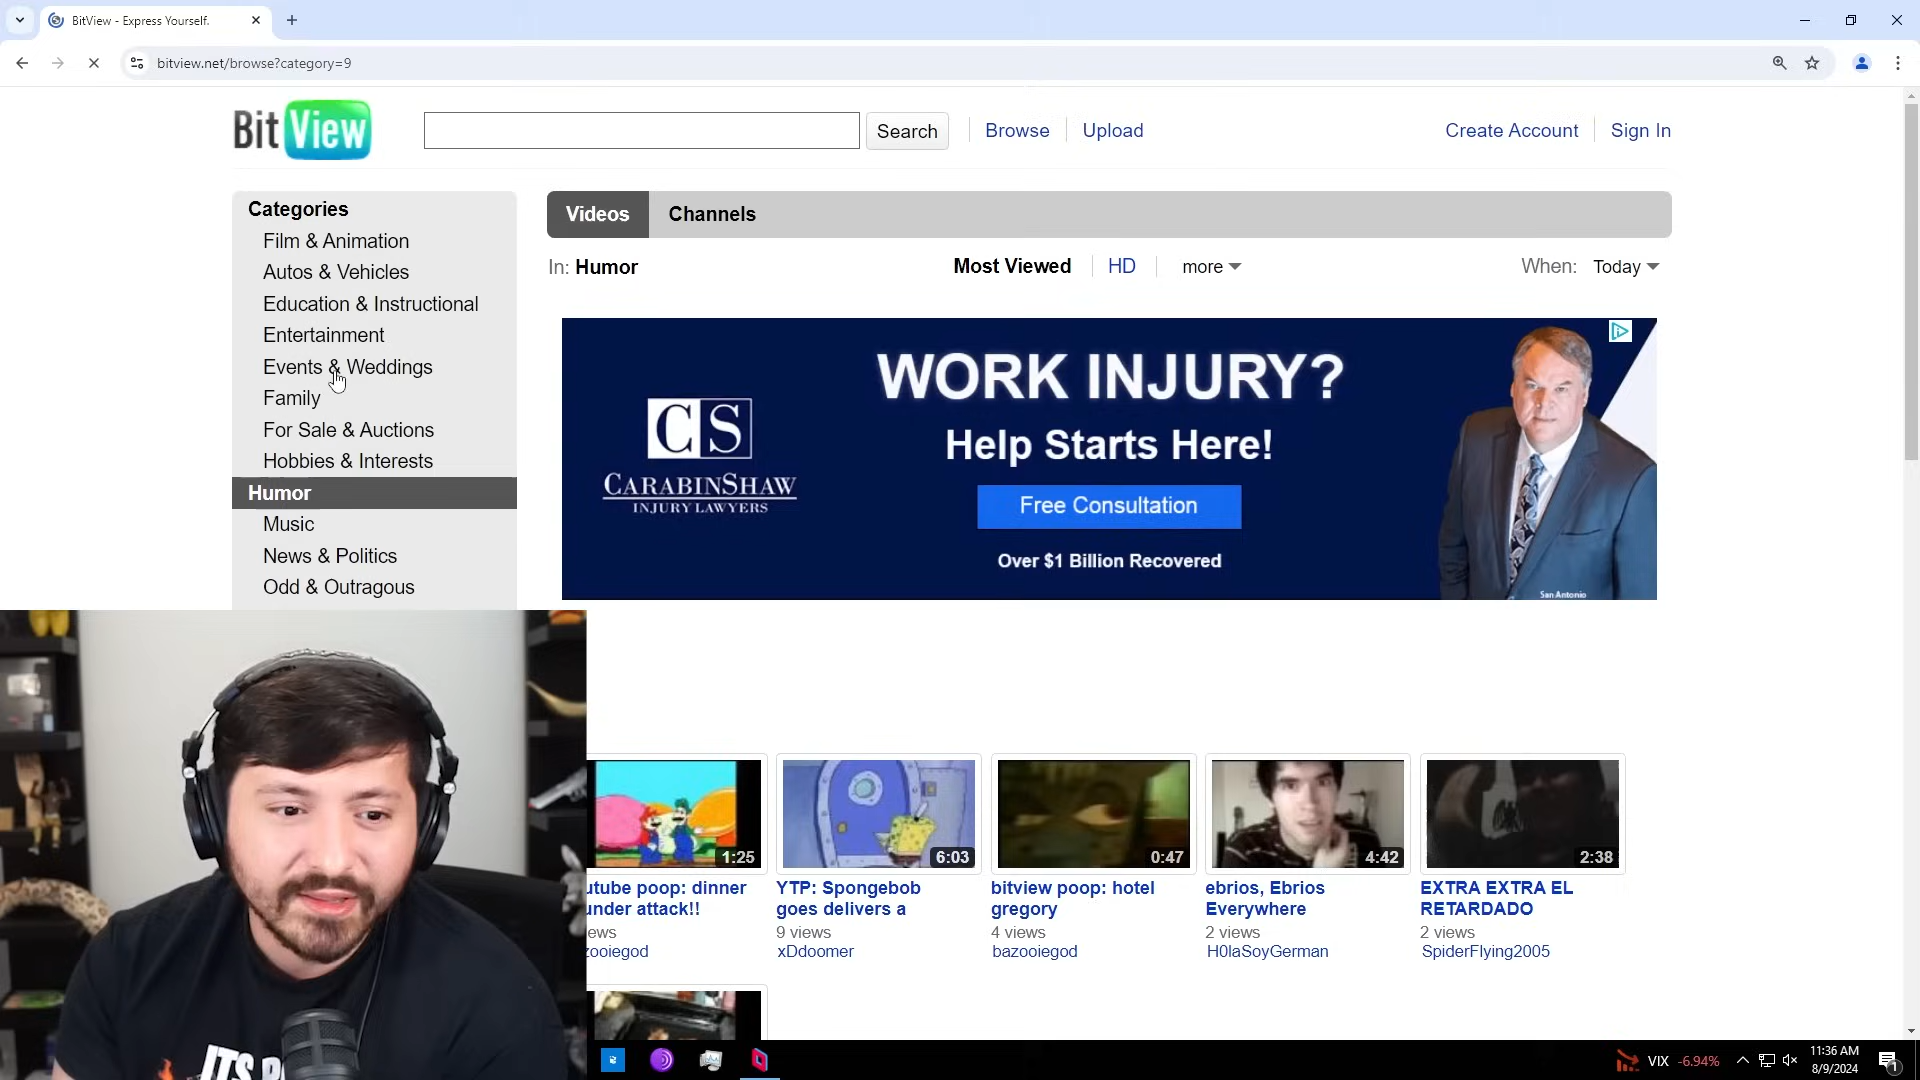 BitView - Express Yourself.
bitview.net/browse?category=9
BitView
Search
Browse
Upload
Create Account
Sign In
Categories
Film & Animation
Autos & Vehicles
Education & Instructional
Entertainment
Events & Weddings
Family
For Sale & Auctions
Hobbies & Interests
Humor
Music
News & Politics
Odd & Outragous
Videos
Channels
In: Humor
Most Viewed
HD
more
When: Today
CS
CARABINSHAW
INJURY LAWYERS
WORK INJURY?
Help Starts Here!
Free Consultation
Over $1 Billion Recovered
San Antonio
1:25
utube poop: dinner
under attack!!
ews
zooiegod
6:03
YTP: Spongebob
goes delivers a
9 views
xDdoomer
0:47
bitview poop: hotel
gregory
4 views
bazooiegod
4:42
ebrios, Ebrios
Everywhere
2 views
H0laSoyGerman
2:38
EXTRA EXTRA EL
RETARDADO
2 views
SpiderFlying2005
ITS
VIX -6.94%
11:36 AM
8/9/2024
1